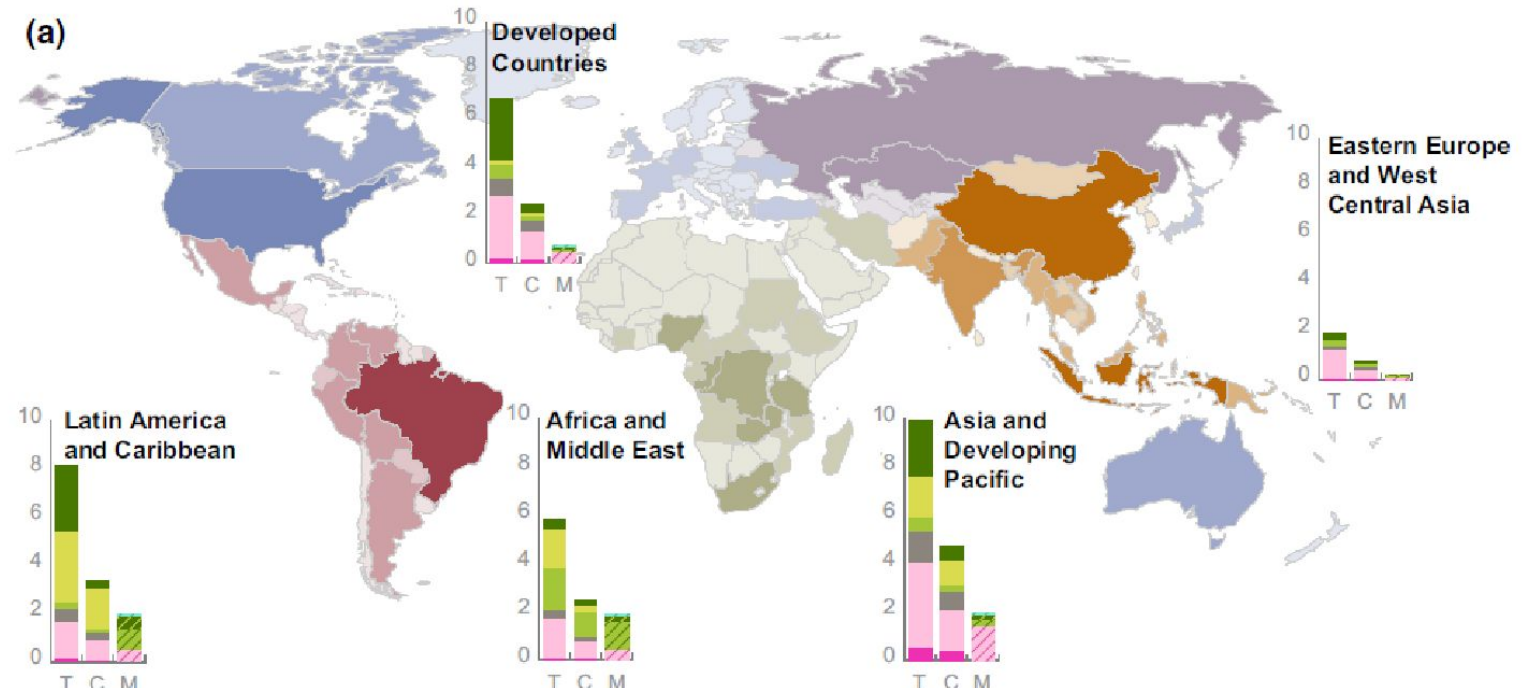 (a)
Developed
Countries
10
8
6
4
2
0
T C M
Eastern Europe
and West
Central Asia
10
8
6
4
2
0
T C M
Latin America
and Caribbean
10
8
6
4
2
0
T C M
Africa and
Middle East
10
8
6
4
2
0
T C M
Asia and
Developing
Pacific
10
8
6
4
2
0
T C M